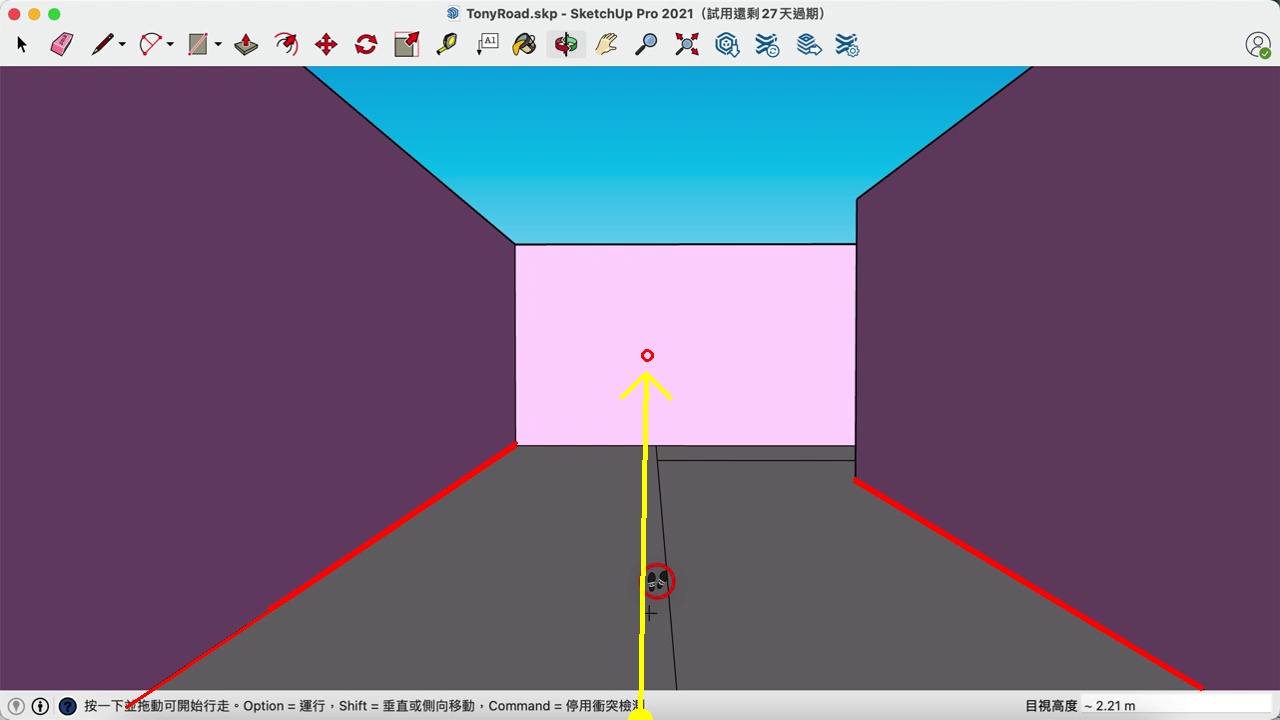 TonyRoad.skp - SketchUp Pro 2021（試用還剩 27 天過期）
A1
按一下並拖動可開始行走。Option = 運行，Shift = 垂直或側向移動，Command = 停用衝突檢測
目視高度 ~ 2.21 m